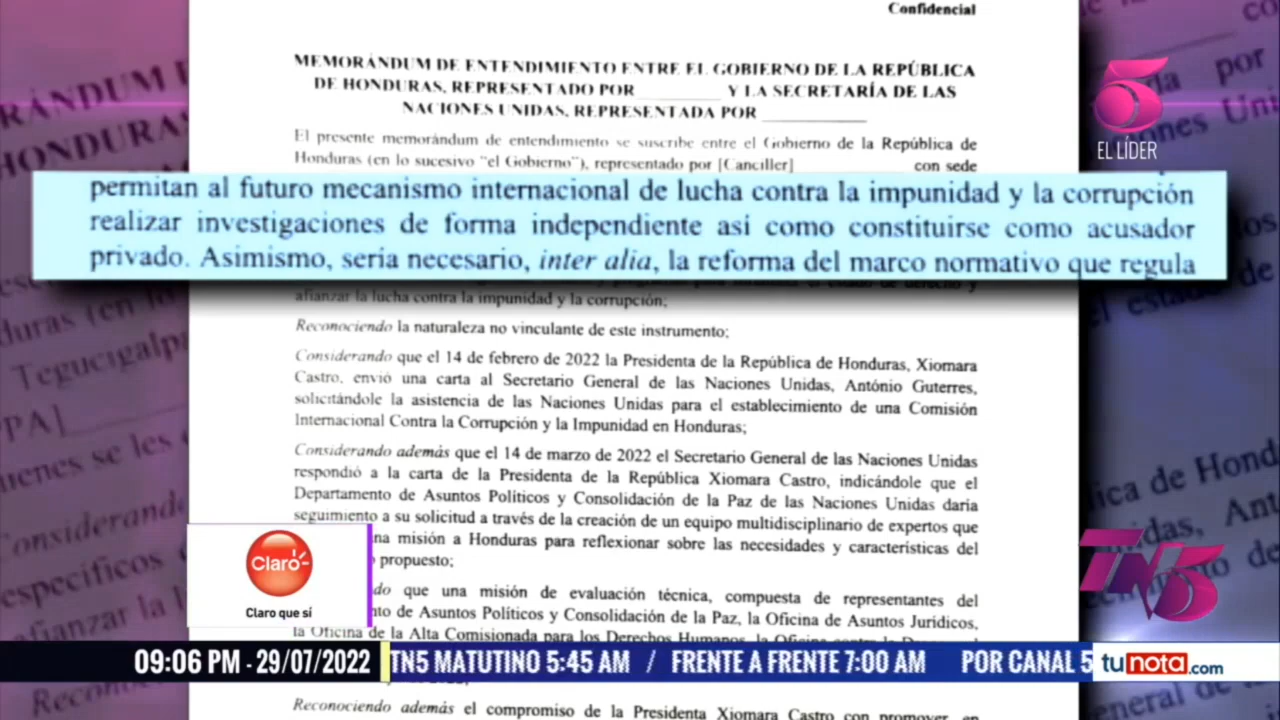 Confidencial
MEMORÁNDUM DE ENTENDIMIENTO ENTRE EL GOBIERNO DE LA REPÚBLICA
DE HONDURAS, REPRESENTADO POR ________ Y LA SECRETARÍA DE LAS
NACIONES UNIDAS, REPRESENTADA POR __________
El presente memorándum de entendimiento se suscribe entre el Gobierno de la República de
Honduras (en lo sucesivo "el Gobierno"), representado por [Canciller] __________ con sede
permitan al futuro mecanismo internacional de lucha contra la impunidad y la corrupción
realizar investigaciones de forma independiente así como constituirse como acusador
privado. Asimismo, sería necesario, inter alia, la reforma del marco normativo que regula
afianzar la lucha contra la impunidad y la corrupción;
Reconociendo la naturaleza no vinculante de este instrumento;
Considerando que el 14 de febrero de 2022 la Presidenta de la República de Honduras, Xiomara
Castro, envió una carta al Secretario General de las Naciones Unidas, António Guterres,
solicitándole la asistencia de las Naciones Unidas para el establecimiento de una Comisión
Internacional Contra la Corrupción y la Impunidad en Honduras;
Considerando además que el 14 de marzo de 2022 el Secretario General de las Naciones Unidas
respondió a la carta de la Presidenta de la República Xiomara Castro, indicándole que el
Departamento de Asuntos Políticos y Consolidación de la Paz de las Naciones Unidas daría
seguimiento a su solicitud a través de la creación de un equipo multidisciplinario de expertos que
na misión a Honduras para reflexionar sobre las necesidades y características del
propuesto;
do que una misión de evaluación técnica, compuesta de representantes del
nto de Asuntos Políticos y Consolidación de la Paz, la Oficina de Asuntos Jurídicos,
la Oficina de la Alta Comisionada para los Derechos Humanos, la Oficina contra la
Reconociendo además el compromiso de la Presidenta Xiomara Castro con promover, en
5
EL LÍDER
Claro
Claro que sí
TN5
09:06 PM - 29/07/2022
TN5 MATUTINO 5:45 AM / FRENTE A FRENTE 7:00 AM POR CANAL 5
tunota.com